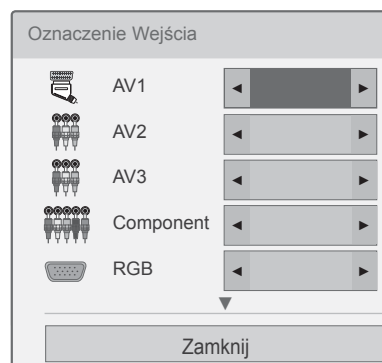 Oznaczenie Wejścia
AV1
AV2
AV3
Component
RGB
Zamknij